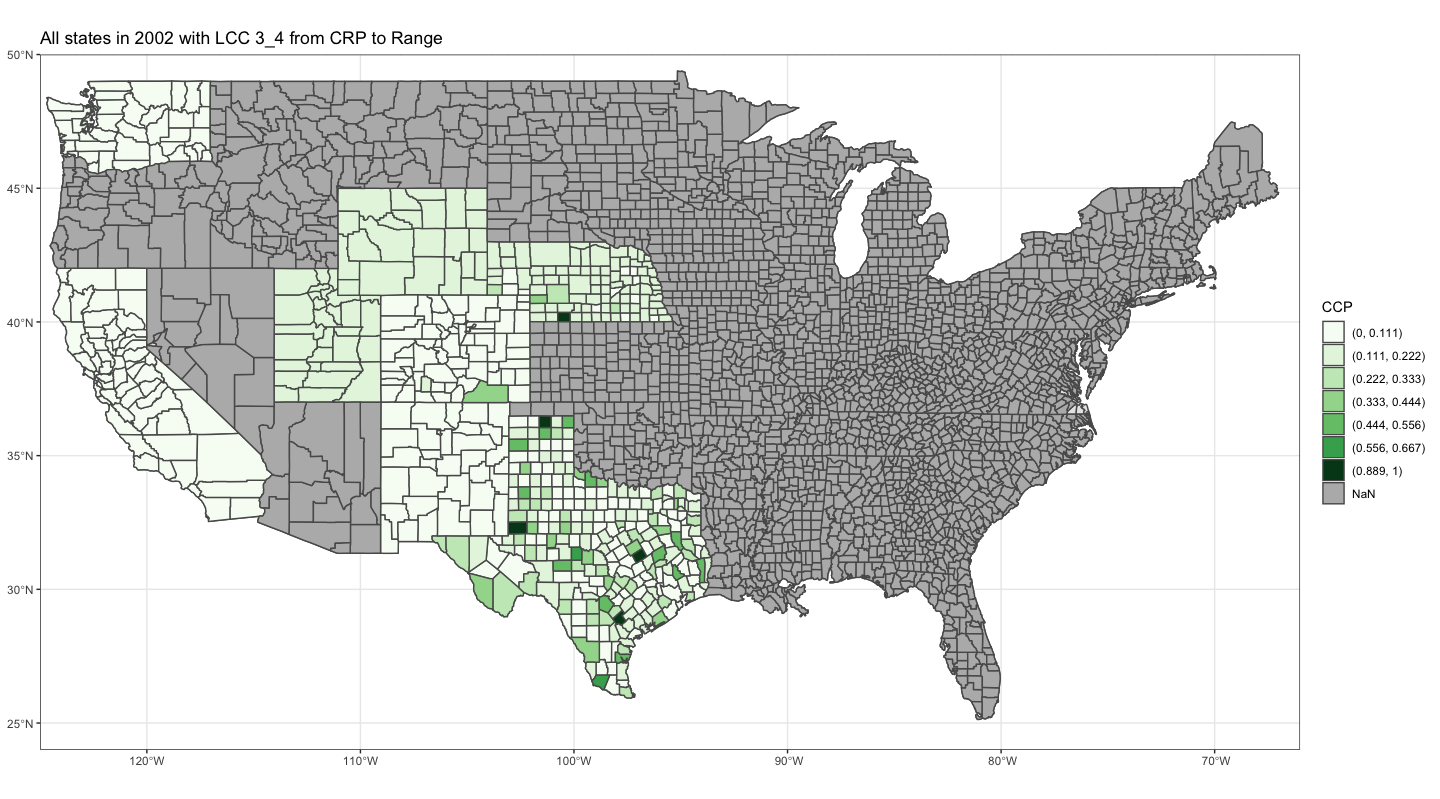 All states in 2002 with LCC 3_4 from CRP to Range
50°N
45°N
40°N
35°N
30°N
25°N
120°W
110°W
100°W
90°W
80°W
70°W
CCP
(0, 0.111)
(0.111, 0.222)
(0.222, 0.333)
(0.333, 0.444)
(0.444, 0.556)
(0.556, 0.667)
(0.889, 1)
NaN